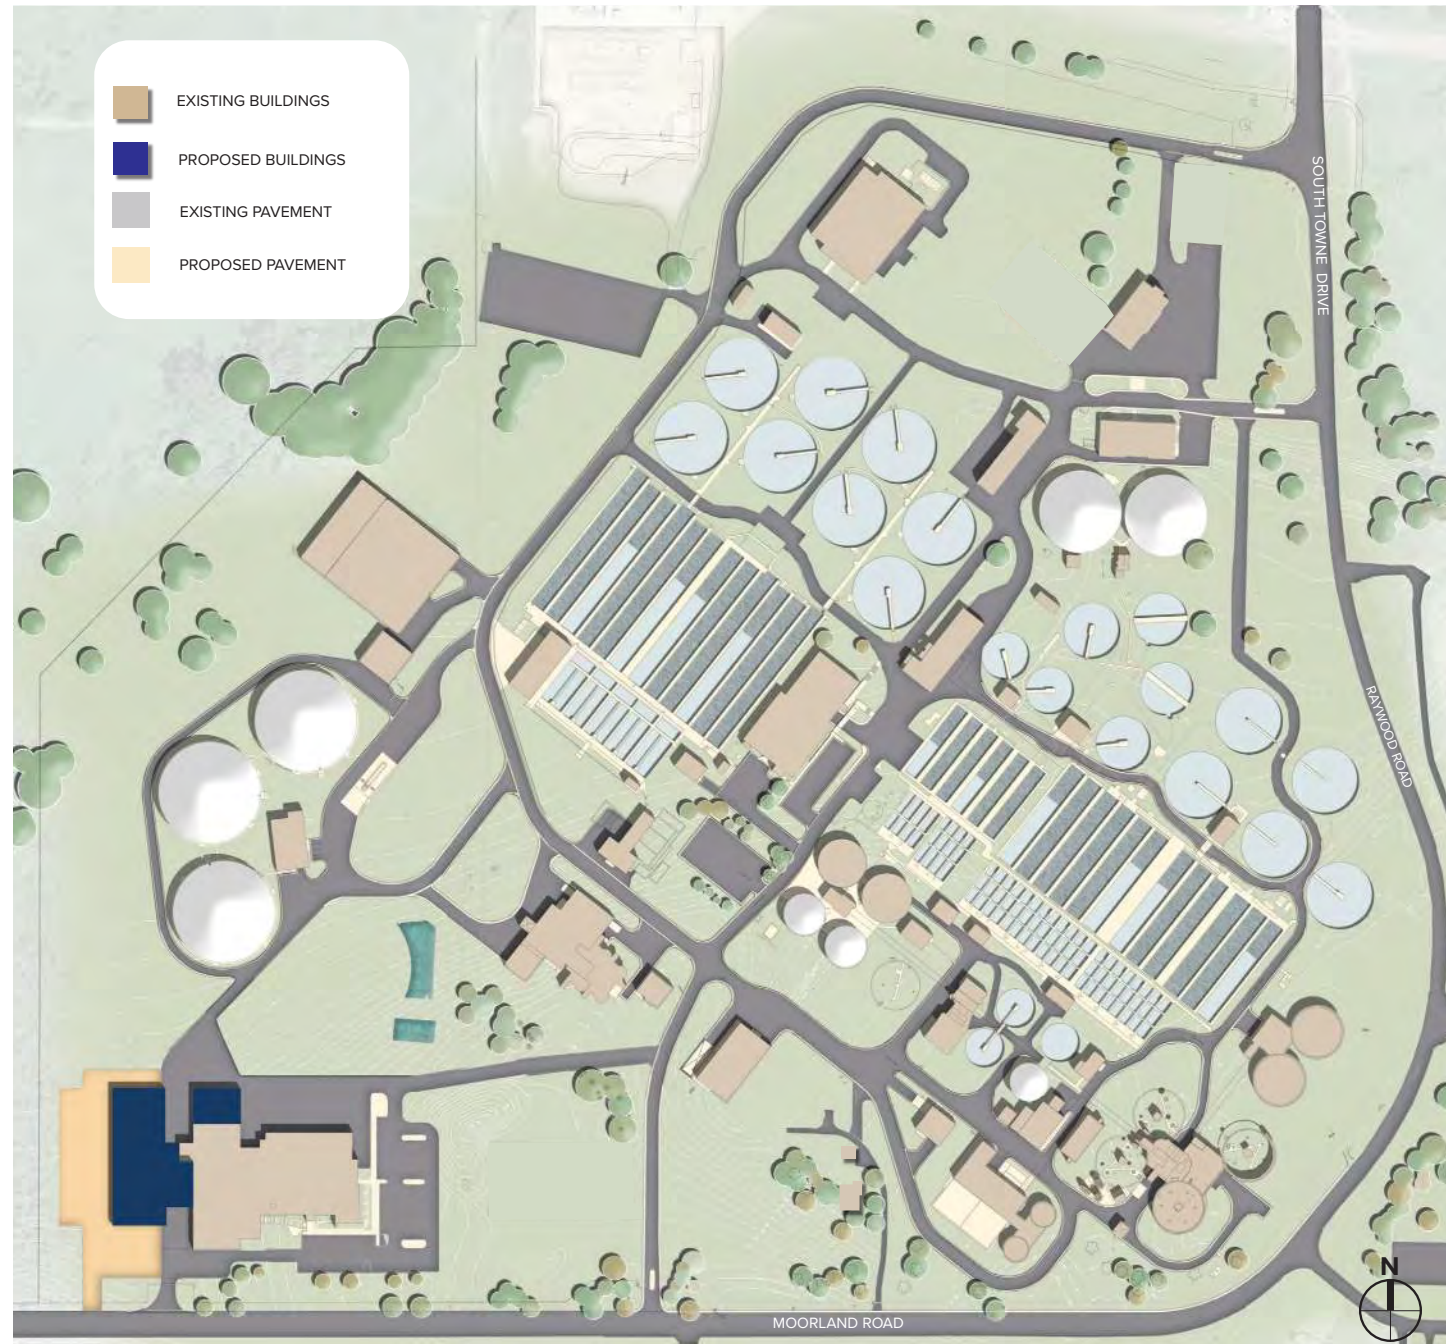 EXISTING BUILDINGS
PROPOSED BUILDINGS
EXISTING PAVEMENT
PROPOSED PAVEMENT
SOUTH TOWNE DRIVE
RAYWOOD ROAD
N
MOORLAND ROAD